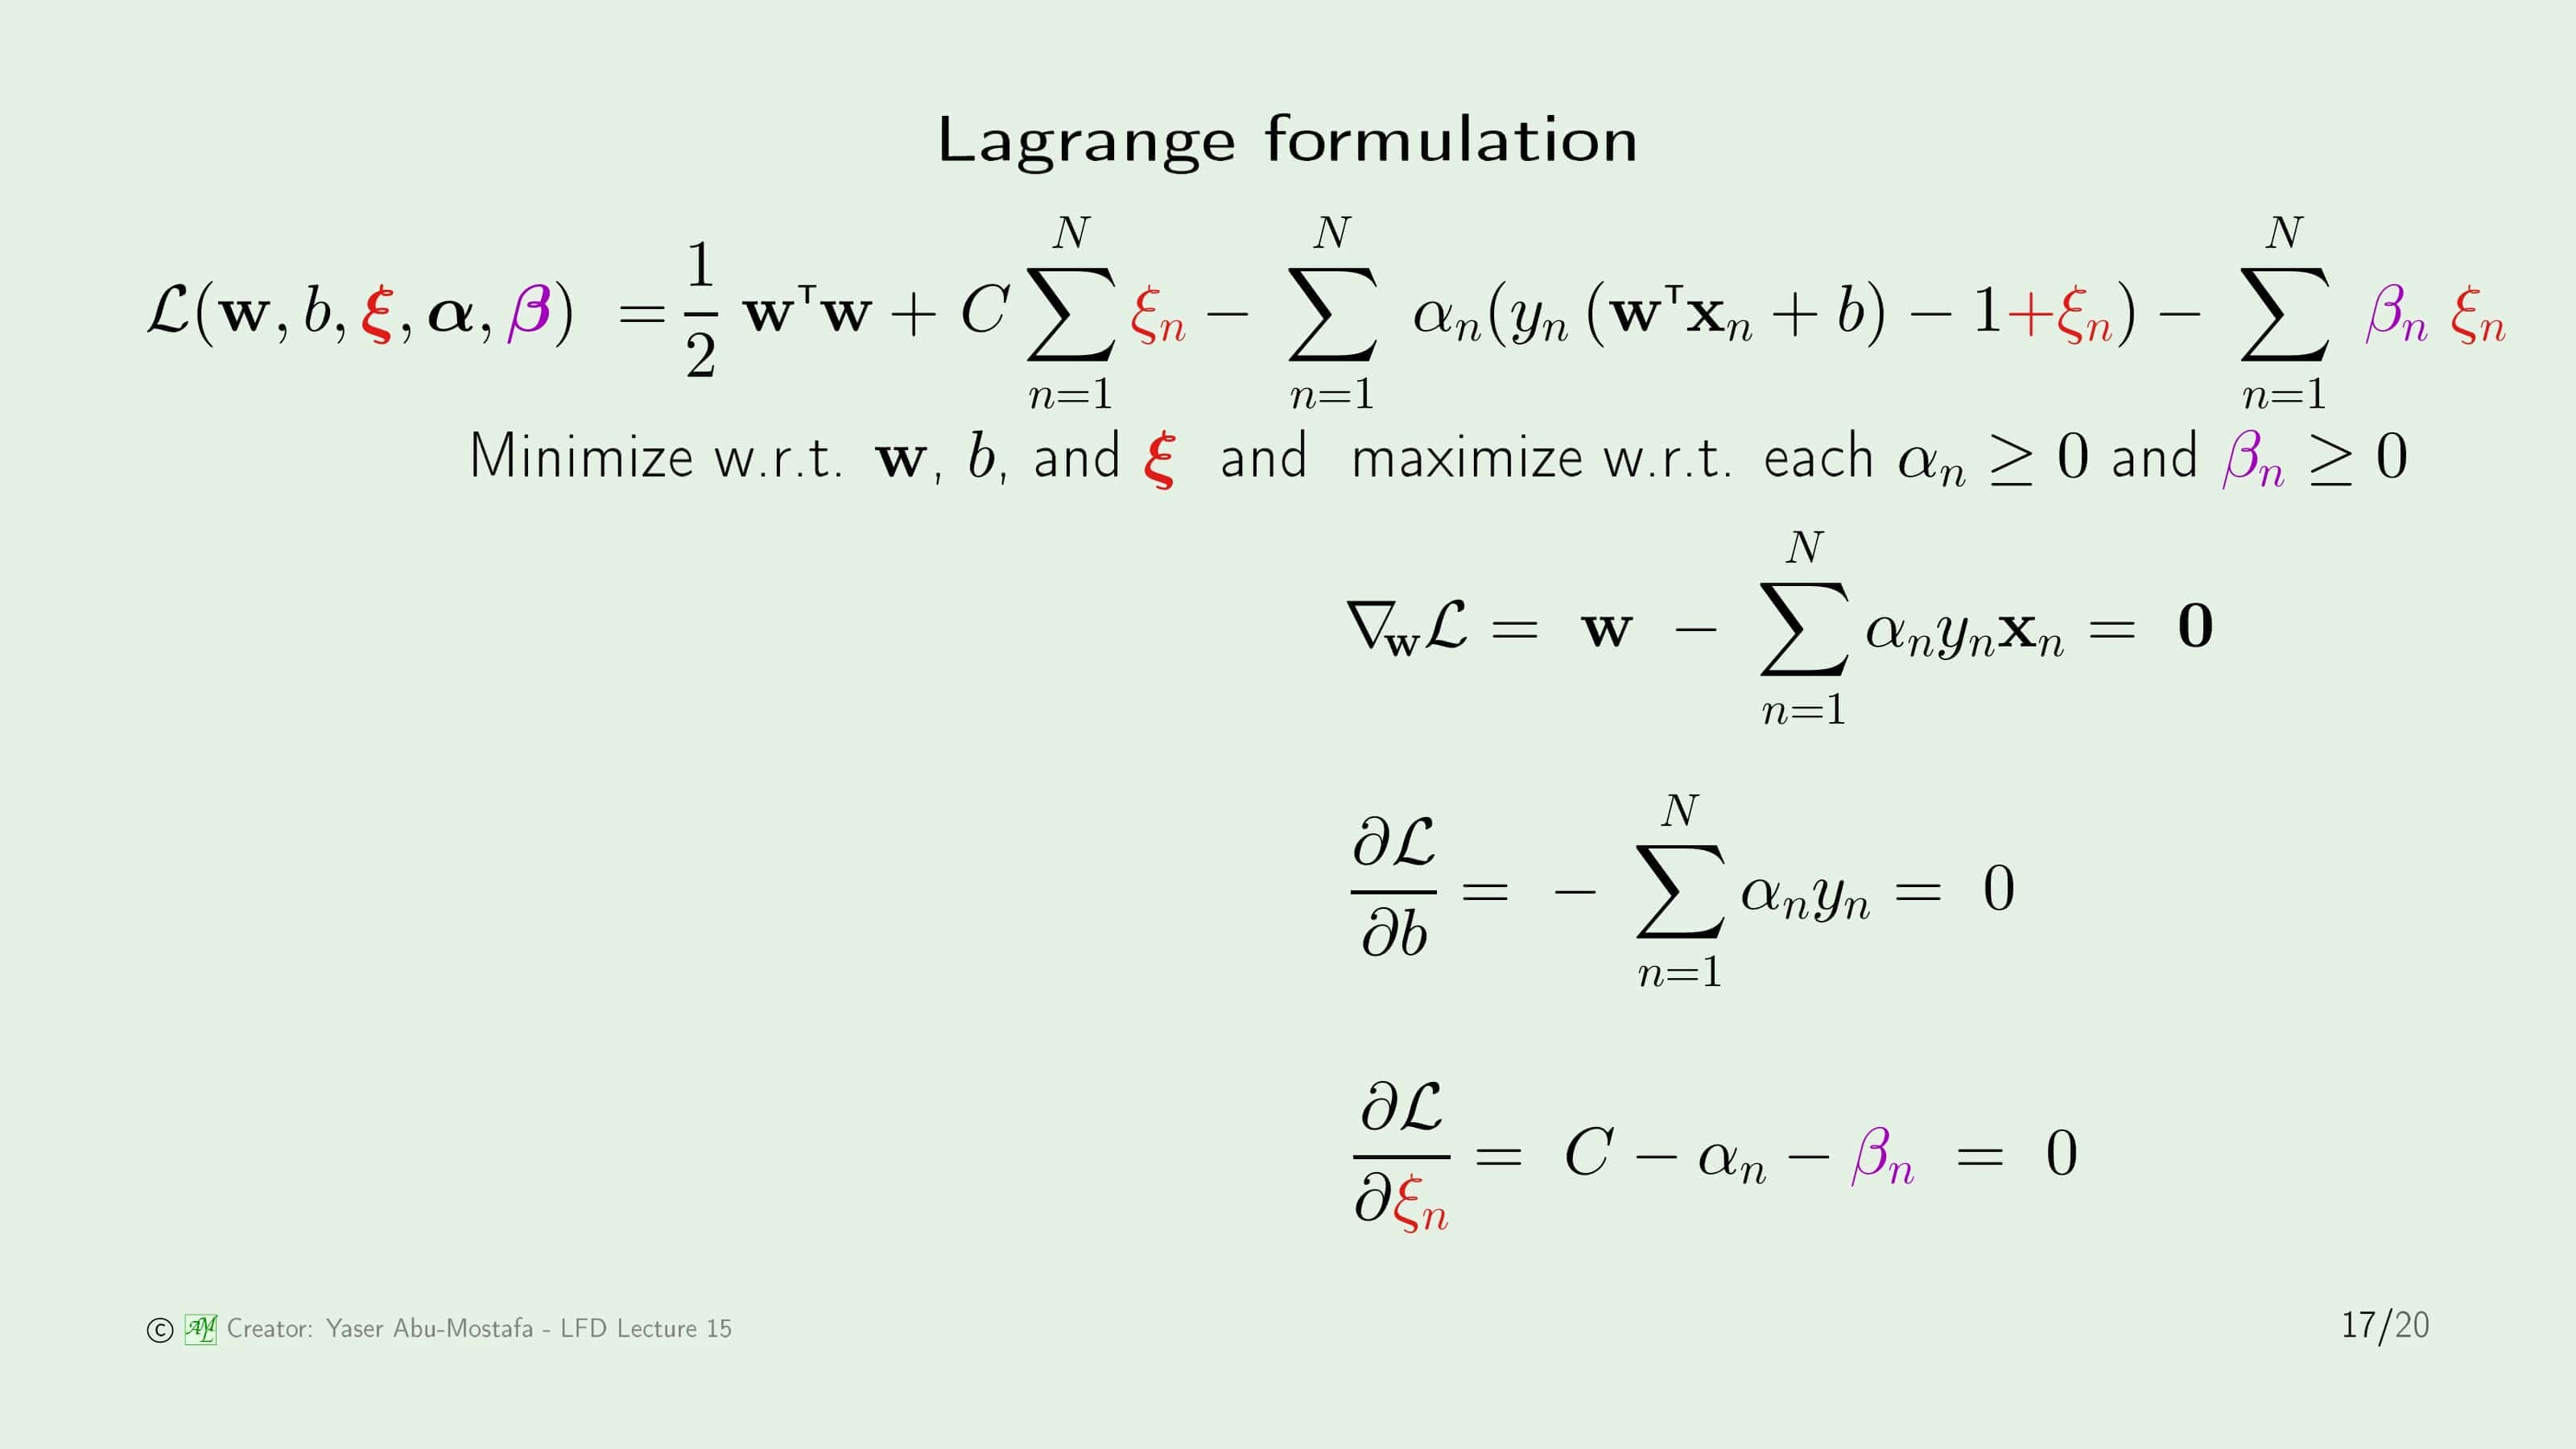 Lagrange formulation
$\mathcal{L}(\mathbf{w}, b, \boldsymbol{\xi}, \boldsymbol{\alpha}, \boldsymbol{\beta}) = \frac{1}{2} \mathbf{w}^{\mathsf{T}}\mathbf{w} + C \sum_{n=1}^{N} \xi_n - \sum_{n=1}^{N} \alpha_n (y_n (\mathbf{w}^{\mathsf{T}}\mathbf{x}_n + b) - 1 + \xi_n) - \sum_{n=1}^{N} \beta_n \xi_n$
Minimize w.r.t. $\mathbf{w}$, $b$, and $\boldsymbol{\xi}$ and maximize w.r.t. each $\alpha_n \geq 0$ and $\beta_n \geq 0$
$\nabla_{\mathbf{w}} \mathcal{L} = \mathbf{w} - \sum_{n=1}^{N} \alpha_n y_n \mathbf{x}_n = \mathbf{0}$
$\frac{\partial \mathcal{L}}{\partial b} = - \sum_{n=1}^{N} \alpha_n y_n = 0$
$\frac{\partial \mathcal{L}}{\partial \xi_n} = C - \alpha_n - \beta_n = 0$
© AML Creator: Yaser Abu-Mostafa - LFD Lecture 15
17/20